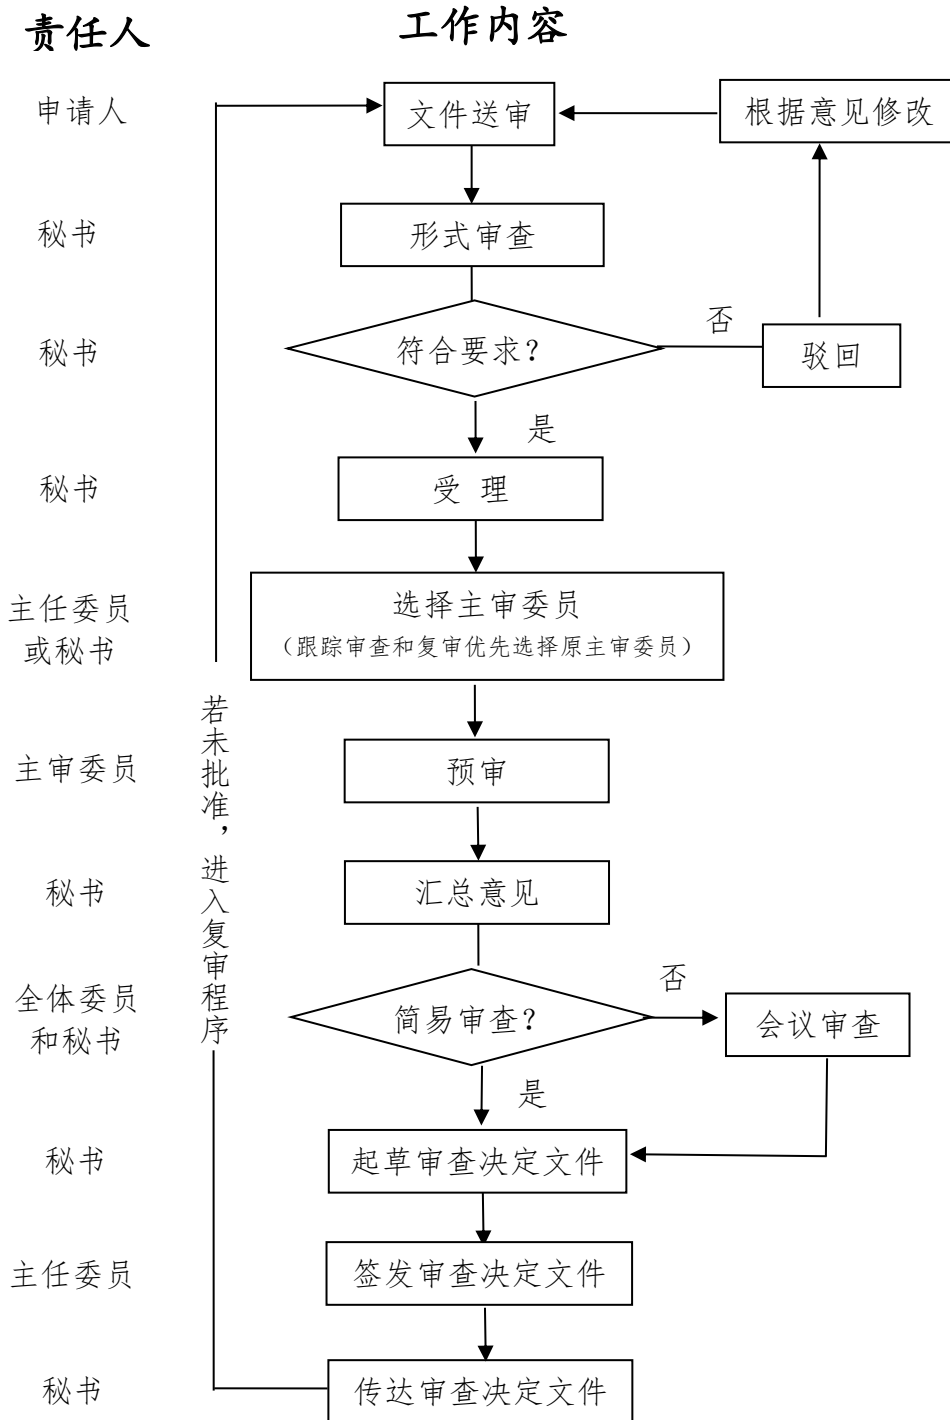 责任人
工作内容
申请人
文件送审
根据意见修改
秘书
形式审查
秘书
符合要求？
否
驳回
是
秘书
受 理
主任委员
或秘书
选择主审委员
（跟踪审查和复审优先选择原主审委员）
若未批准，进入复审程序
主审委员
预审
秘书
汇总意见
全体委员
和秘书
简易审查？
否
会议审查
是
秘书
起草审查决定文件
主任委员
签发审查决定文件
秘书
传达审查决定文件